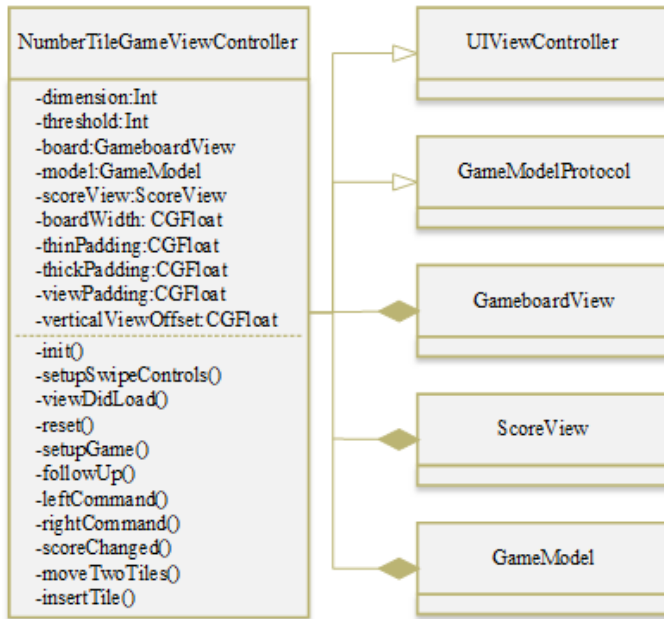 NumberTileGameViewController
-dimension:Int
-threshold:Int
-board:GameboardView
-model:GameModel
-scoreView:ScoreView
-boardWidth: CGFloat
-thinPadding:CGFloat
-thickPadding:CGFloat
-viewPadding:CGFloat
-verticalViewOffset:CGFloat
-init()
-setupSwipeControls()
-viewDidLoad()
-reset()
-setupGame()
-followUp()
-leftCommand()
-rightCommand()
-scoreChanged()
-moveTwoTiles()
-insertTile()
UIViewController
GameModelProtocol
GameboardView
ScoreView
GameModel